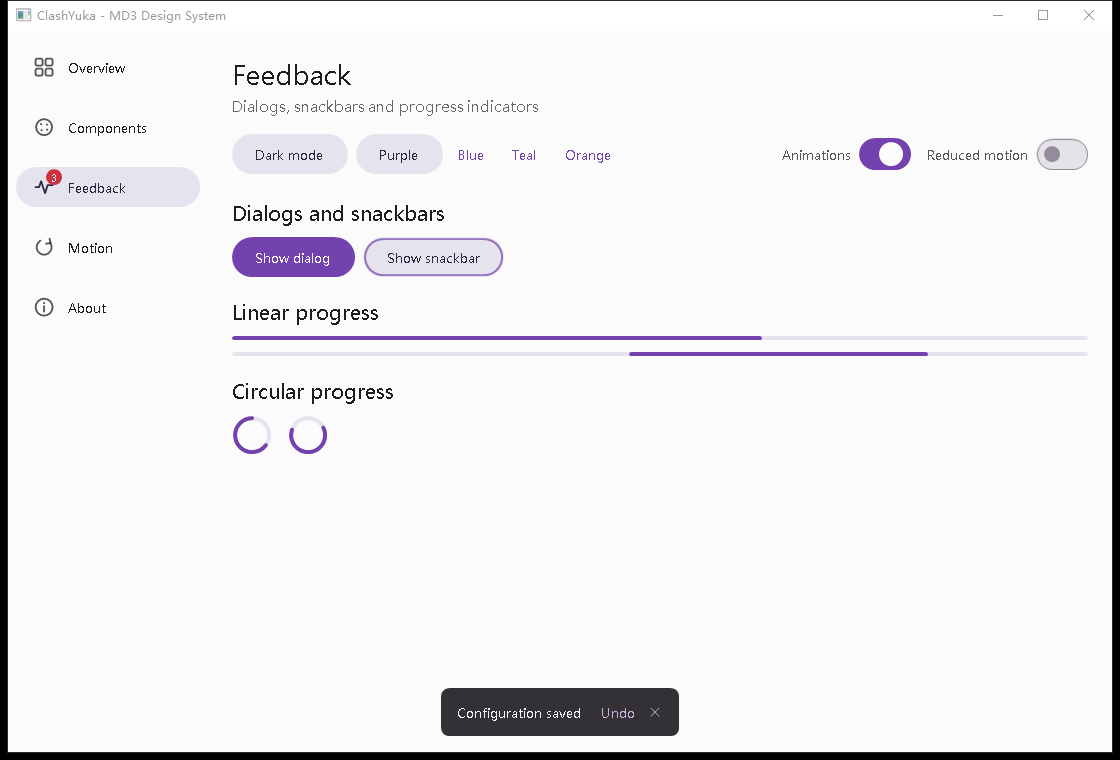 ClashYuka - MD3 Design System
Overview
Components
3
Feedback
Motion
About
Feedback
Dialogs, snackbars and progress indicators
Dark mode Purple Blue Teal Orange Animations Reduced motion
Dialogs and snackbars
Show dialog Show snackbar
Linear progress
Circular progress
Configuration saved Undo